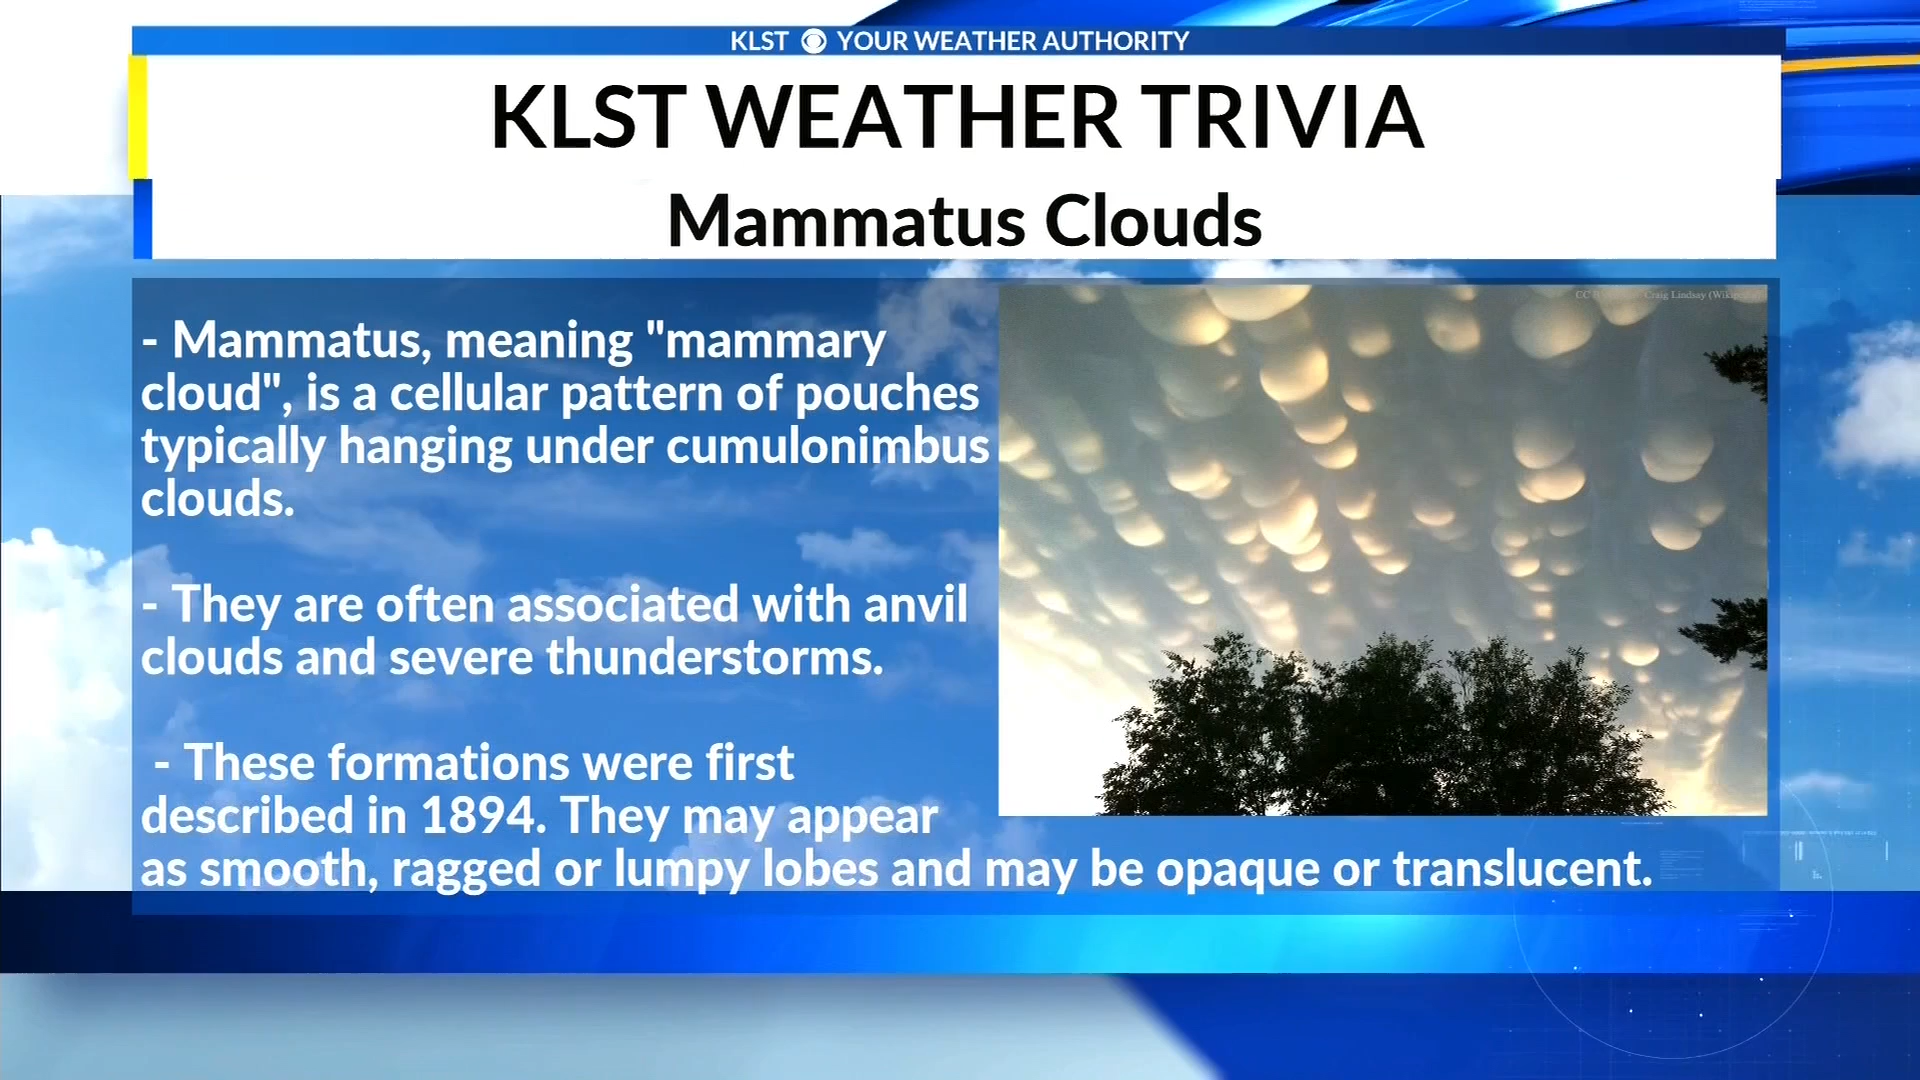 KLST YOUR WEATHER AUTHORITY
KLST WEATHER TRIVIA
Mammatus Clouds
- Mammatus, meaning "mammary
cloud", is a cellular pattern of pouches
typically hanging under cumulonimbus
clouds.
- They are often associated with anvil
clouds and severe thunderstorms.
- These formations were first
described in 1894. They may appear
as smooth, ragged or lumpy lobes and may be opaque or translucent.
Craig Lindsay